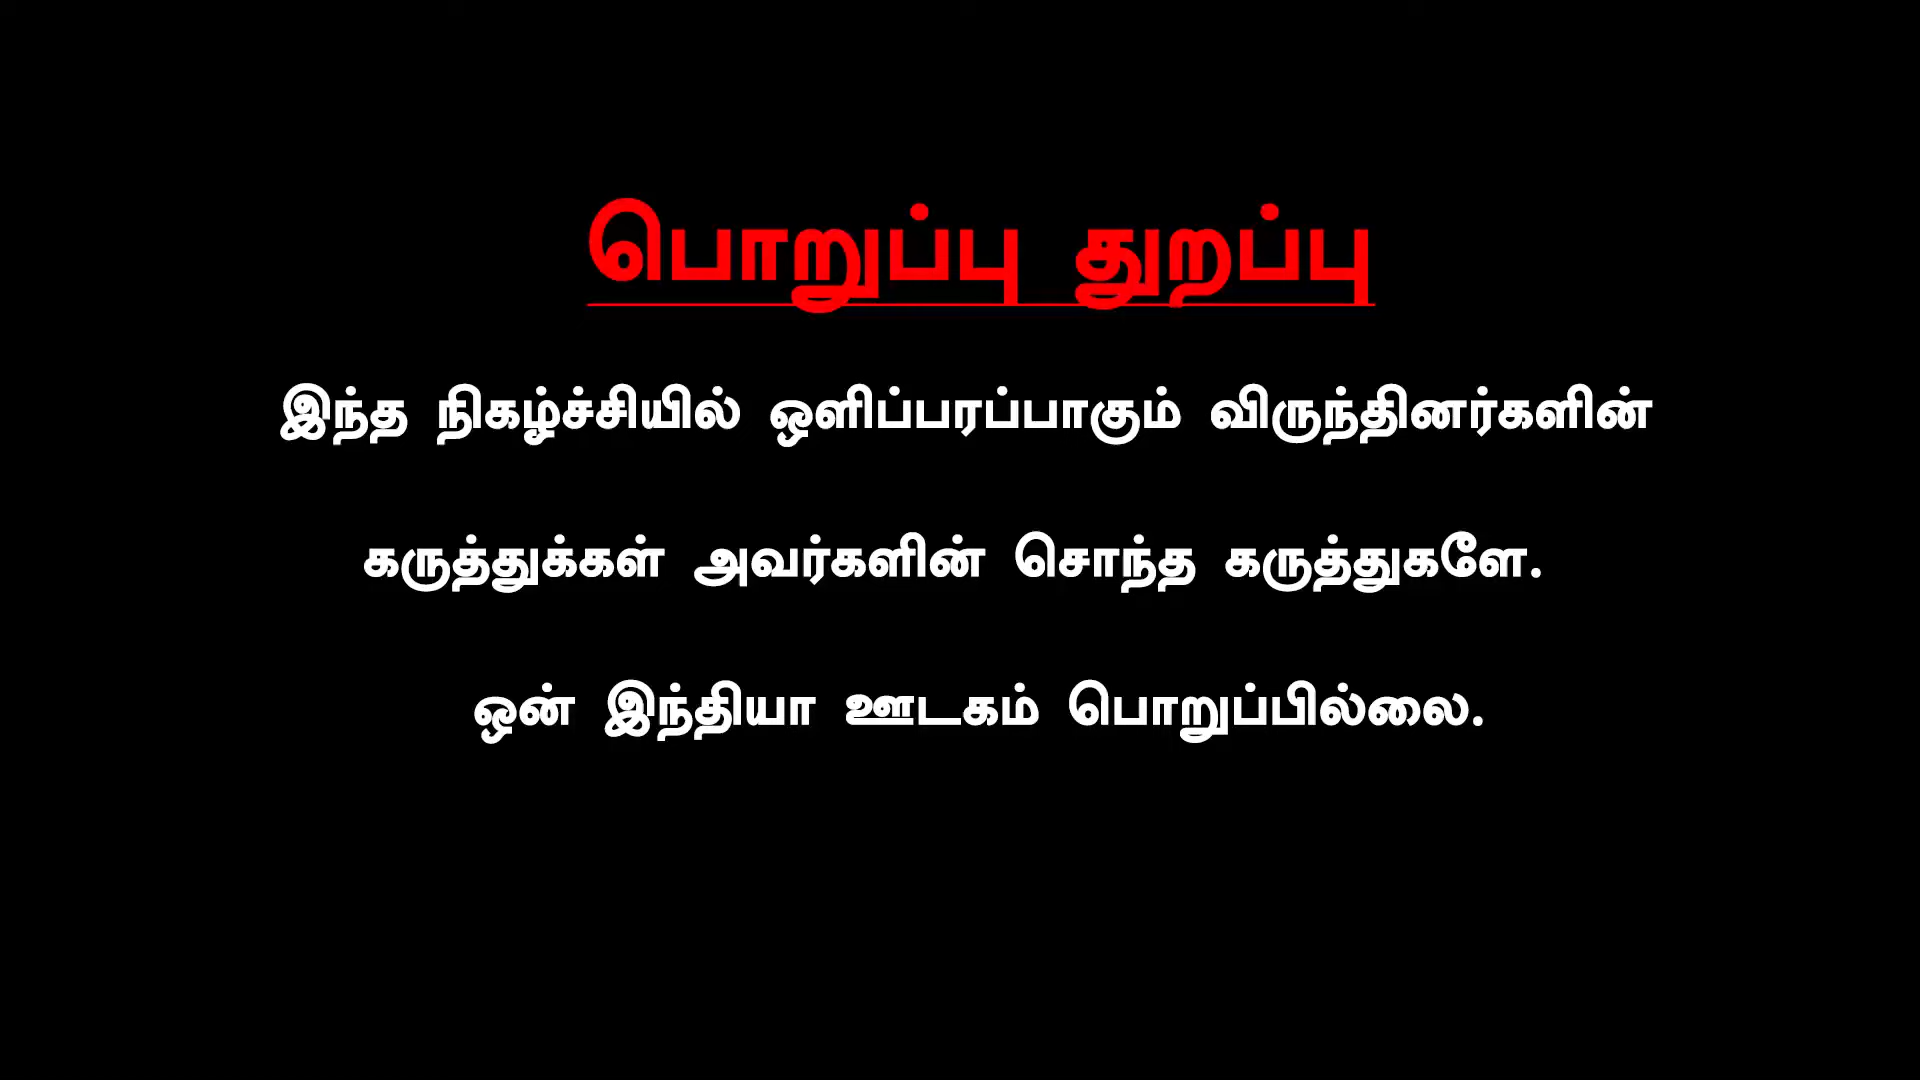 பொறுப்பு துறப்பு
இந்த நிகழ்ச்சியில் ஒளிப்பரப்பாகும் விருந்தினர்களின்
கருத்துக்கள் அவர்களின் சொந்த கருத்துகளே.
ஒன் இந்தியா ஊடகம் பொறுப்பில்லை.